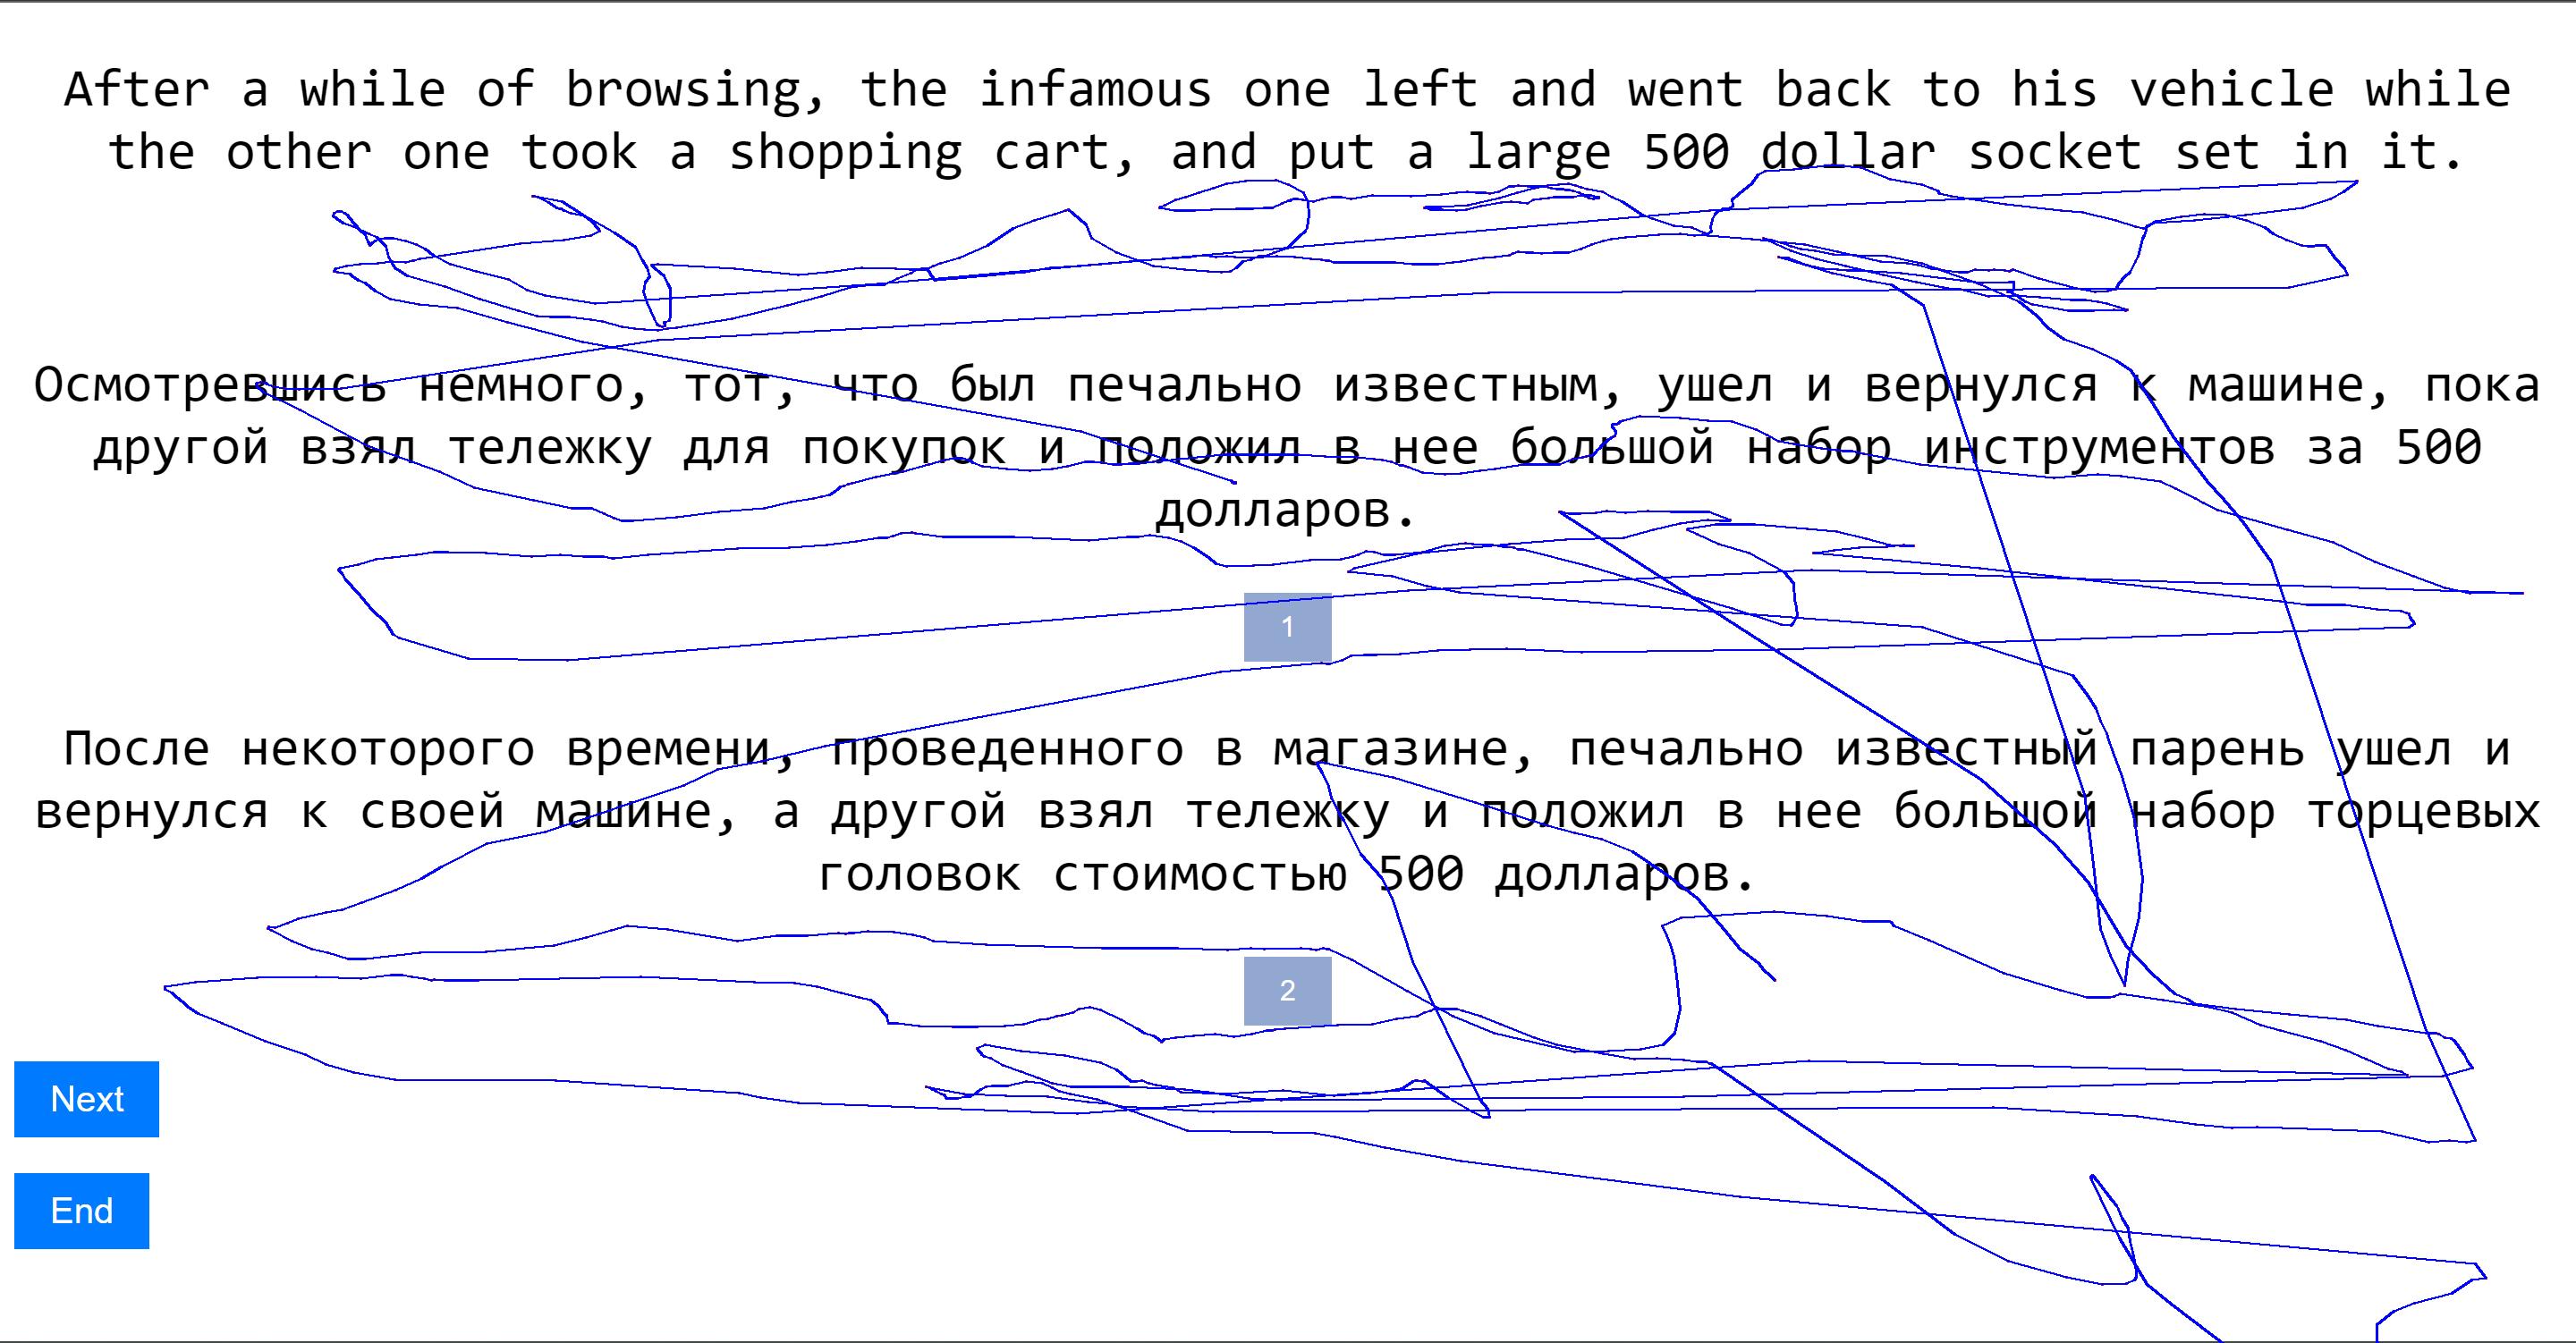 After a while of browsing, the infamous one left and went back to his vehicle while
the other one took a shopping cart, and put a large 500 dollar socket set in it.
Осмотревшись немного, тот, что был печально известным, ушел и вернулся к машине, пока
другой взял тележку для покупок и положил в нее большой набор инструментов за 500
долларов.
1
После некоторого времени, проведенного в магазине, печально известный парень ушел и
вернулся к своей машине, а другой взял тележку и положил в нее большой набор торцевых
головок стоимостью 500 долларов.
2
Next
End